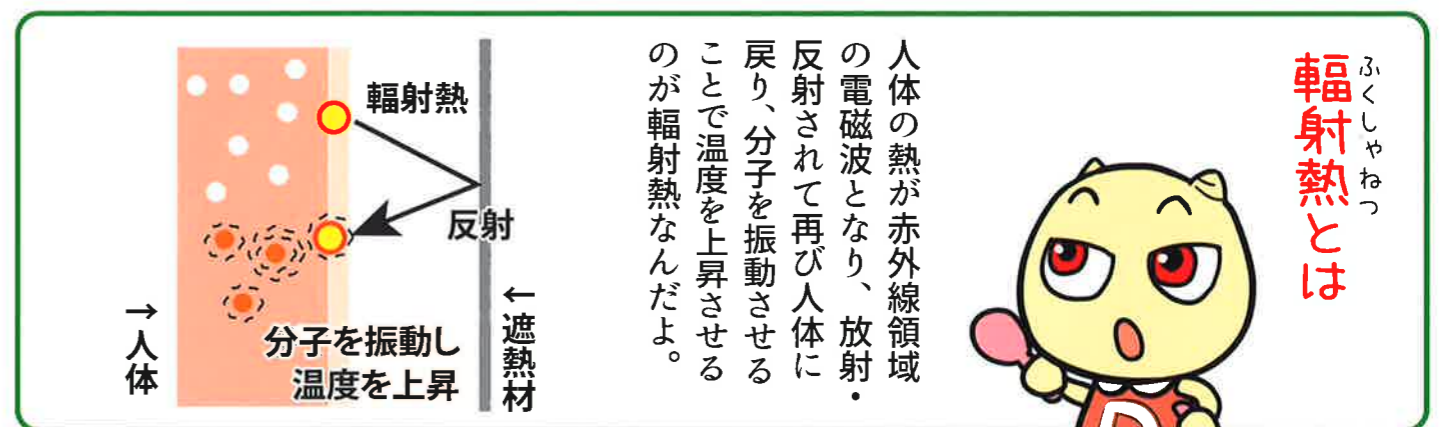 ふくしゃねつ
輻射熱とは
人体の熱が赤外線領域
の電磁波となり、放射・
反射されて再び人体に
戻り、分子を振動させる
ことで温度を上昇させる
のが輻射熱なんだよ。
輻射熱
反射
←遮熱材
分子を振動し
温度を上昇
→人体
D